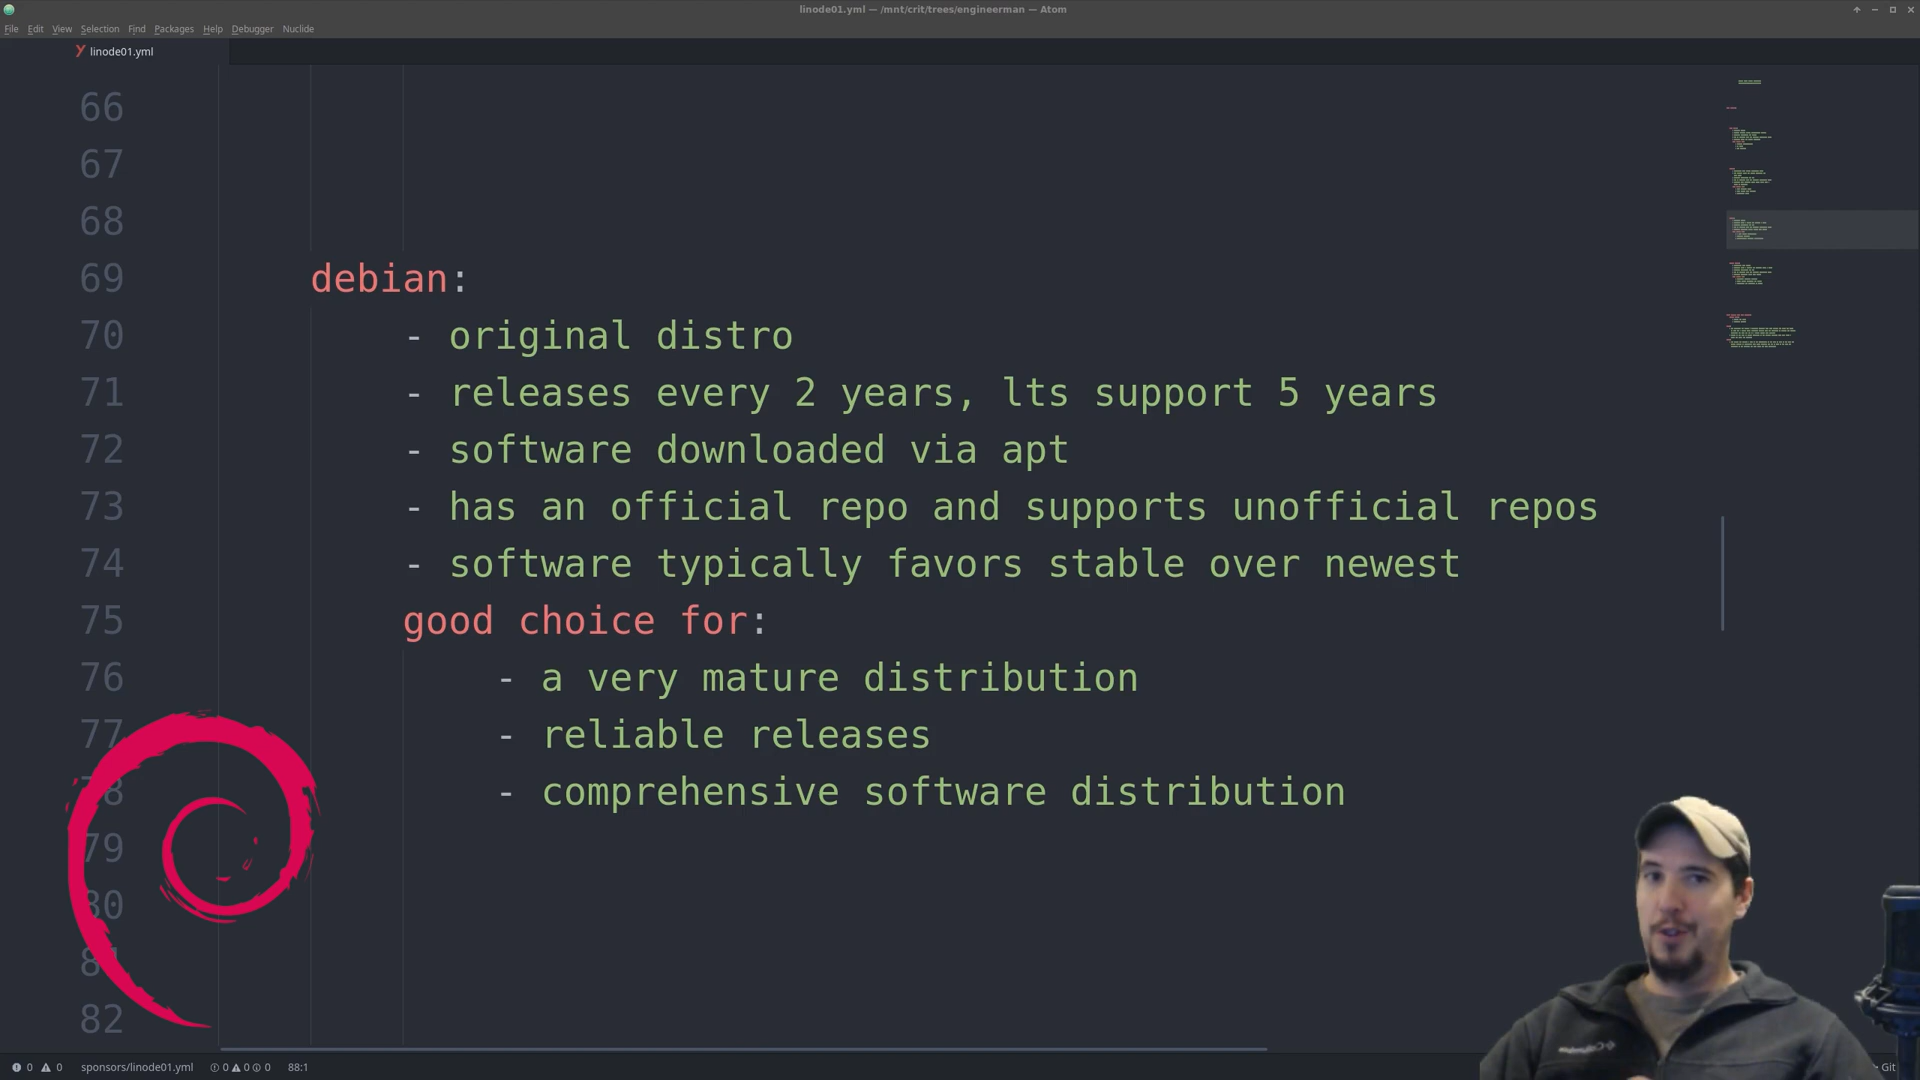 linode01.yml — /mnt/crit/trees/engineerman — Atom
File Edit View Selection Find Packages Help Debugger Nuclide
linode01.yml
66
67
68
69 debian:
70 - original distro
71 - releases every 2 years, lts support 5 years
72 - software downloaded via apt
73 - has an official repo and supports unofficial repos
74 - software typically favors stable over newest
75 good choice for:
76 - a very mature distribution
77 - reliable releases
78 - comprehensive software distribution
79
80
81
82
0 0 sponsors/linode01.yml 0 0 0 88:1 Git